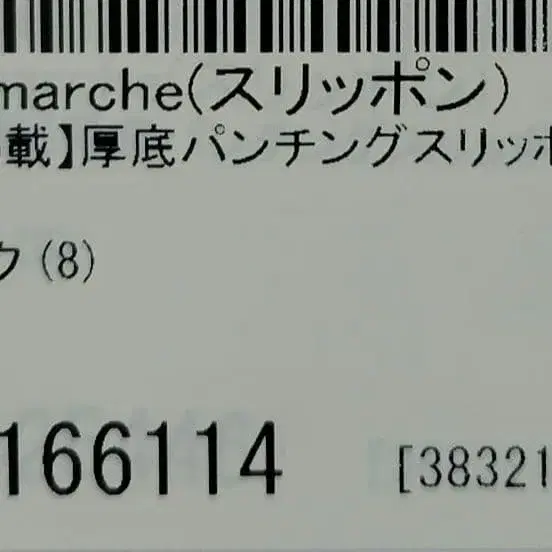 marche(スリッポン)
載】厚底パンチングスリッポ
ク(8)
166114
[38321